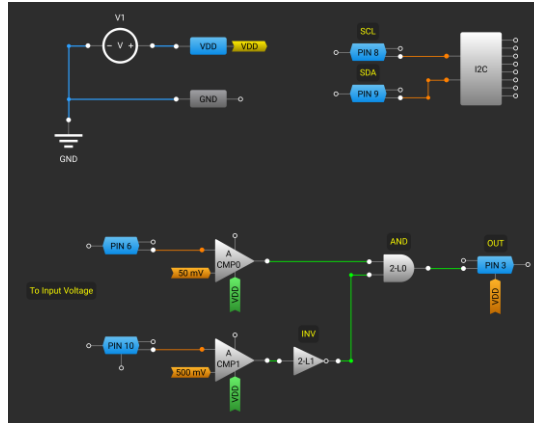 V1
− V +
VDD
VDD
GND
GND
SCL
PIN 8
SDA
PIN 9
I2C
PIN 6
A
CMP0
50 mV
VDD
AND
2-L0
OUT
PIN 3
VDD
To Input Voltage
PIN 10
A
CMP1
500 mV
VDD
INV
2-L1